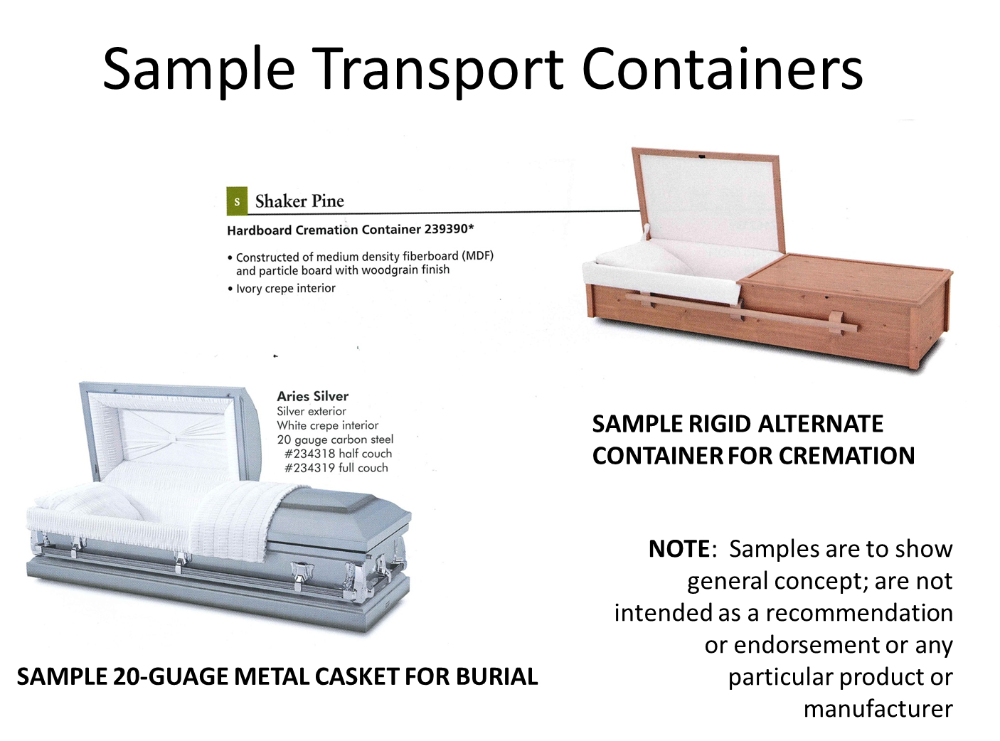 Sample Transport Containers
S Shaker Pine
Hardboard Cremation Container 239390*
• Constructed of medium density fiberboard (MDF)
and particle board with woodgrain finish
• Ivory crepe interior
Aries Silver
Silver exterior
White crepe interior
20 gauge carbon steel
#234318 half couch
#234319 full couch
SAMPLE RIGID ALTERNATE
CONTAINER FOR CREMATION
NOTE: Samples are to show
general concept; are not
intended as a recommendation
or endorsement or any
particular product or
manufacturer
SAMPLE 20-GUAGE METAL CASKET FOR BURIAL